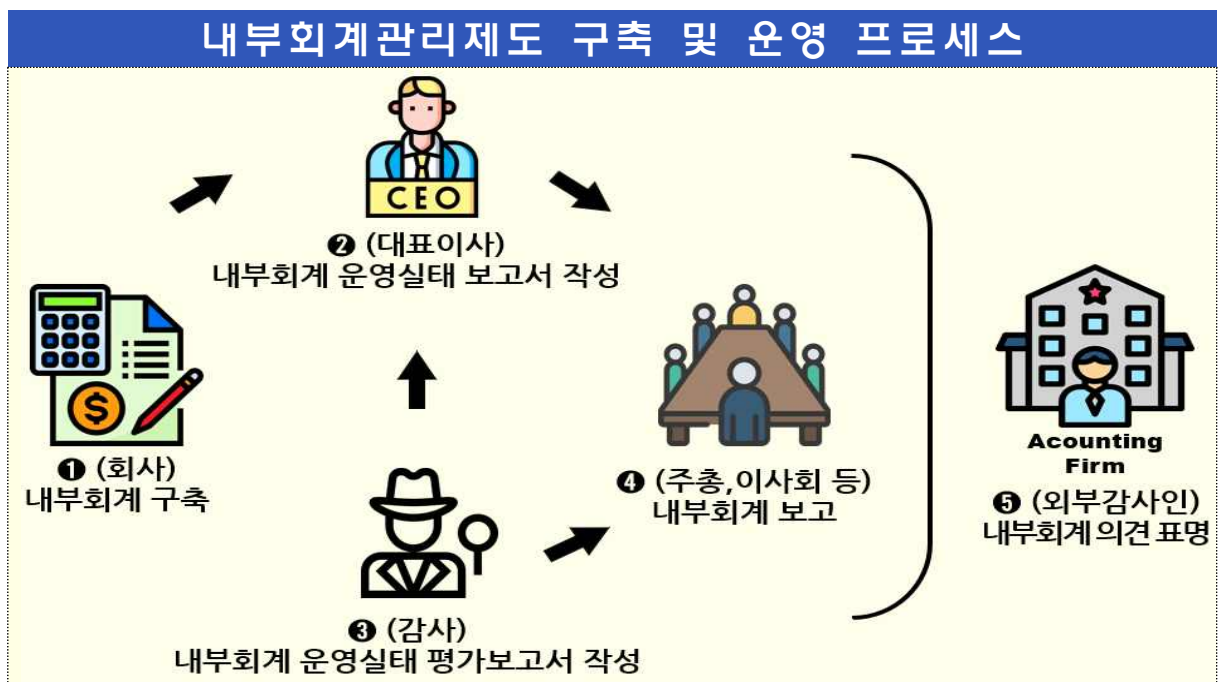 내부회계관리제도 구축 및 운영 프로세스
CEO
❷ (대표이사)
내부회계 운영실태 보고서 작성
❶ (회사)
내부회계 구축
❸ (감사)
내부회계 운영실태 평가보고서 작성
❹ (주총,이사회 등)
내부회계 보고
Acounting
Firm
❺ (외부감사인)
내부회계 의견 표명